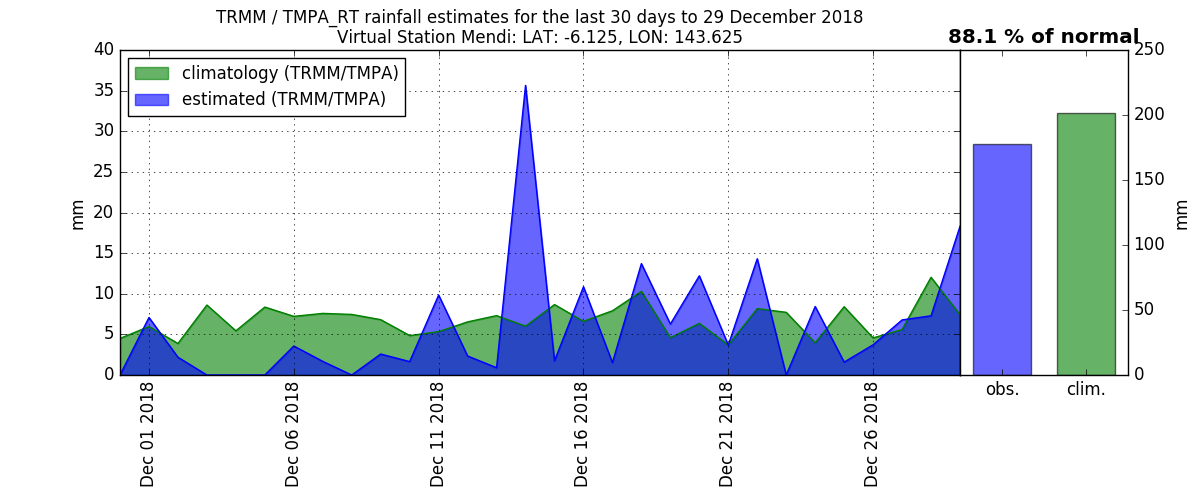 TRMM / TMPA_RT rainfall estimates for the last 30 days to 29 December 2018
Virtual Station Mendi: LAT: -6.125, LON: 143.625
88.1 % of normal
climatology (TRMM/TMPA)
estimated (TRMM/TMPA)
mm
40
35
30
25
20
15
10
5
0
Dec 01 2018
Dec 06 2018
Dec 11 2018
Dec 16 2018
Dec 21 2018
Dec 26 2018
obs.
clim.
250
200
150
100
50
0
mm